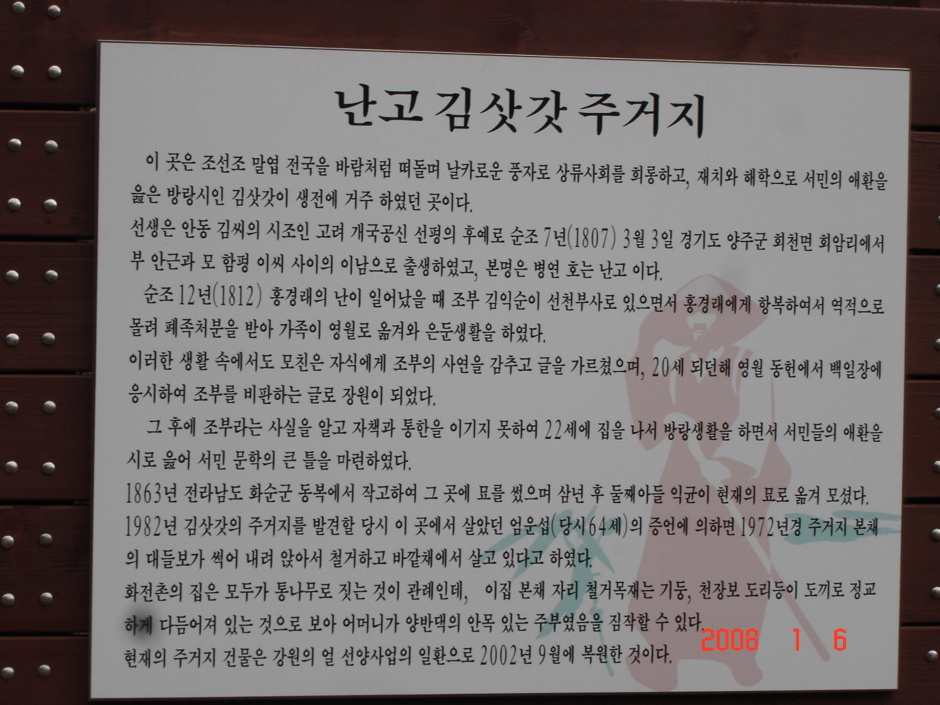 난고 김삿갓 주거지
이 곳은 조선조 말엽 전국을 바람처럼 떠돌며 날카로운 풍자로 상류사회를 희롱하고, 재치와 해학으로 서민의 애환을
읊은 방랑시인 김삿갓이 생전에 거주 하였던 곳이다.
선생은 안동 김씨의 시조인 고려 개국공신 선평의 후예로 순조 7년(1807) 3월 3일 경기도 양주군 회천면 회암리에서
부 안근과 모 함평 이씨 사이의 이남으로 출생하였고, 본명은 병연 호는 난고 이다.
순조 12년(1812) 홍경래의 난이 일어났을 때 조부 김익순이 선천부사로 있으면서 홍경래에게 항복하여서 역적으로
몰려 폐족처분을 받아 가족이 영월로 옮겨와 은둔생활을 하였다.
이러한 생활 속에서도 모친은 자식에게 조부의 사연을 감추고 글을 가르쳤으며, 20세 되던해 영월 동헌에서 백일장에
응시하여 조부를 비판하는 글로 장원이 되었다.
그 후에 조부라는 사실을 알고 자책과 통한을 이기지 못하여 22세에 집을 나서 방랑생활을 하면서 서민들의 애환을
시로 읊어 서민 문학의 큰 틀을 마련하였다.
1863년 전라남도 화순군 동복에서 작고하여 그 곳에 묘를 썼으며 삼년 후 둘째아들 익균이 현재의 묘로 옮겨 모셨다.
1982년 김삿갓의 주거지를 발견할 당시 이 곳에서 살았던 엄운섭(당시64세)의 증언에 의하면 1972년경 주거지 본채
의 대들보가 썩어 내려 앉아서 철거하고 바깥채에서 살고 있다고 하였다.
화전촌의 집은 모두가 통나무로 짓는 것이 관례인데, 이집 본채 자리 철거목재는 기둥, 천장보 도리등이 도끼로 정교
하게 다듬어져 있는 것으로 보아 어머니가 양반댁의 안목 있는 주부였음을 짐작할 수 있다.
현재의 주거지 건물은 강원의 얼 선양사업의 일환으로 2002년 9월에 복원한 것이다.
2008 1 6